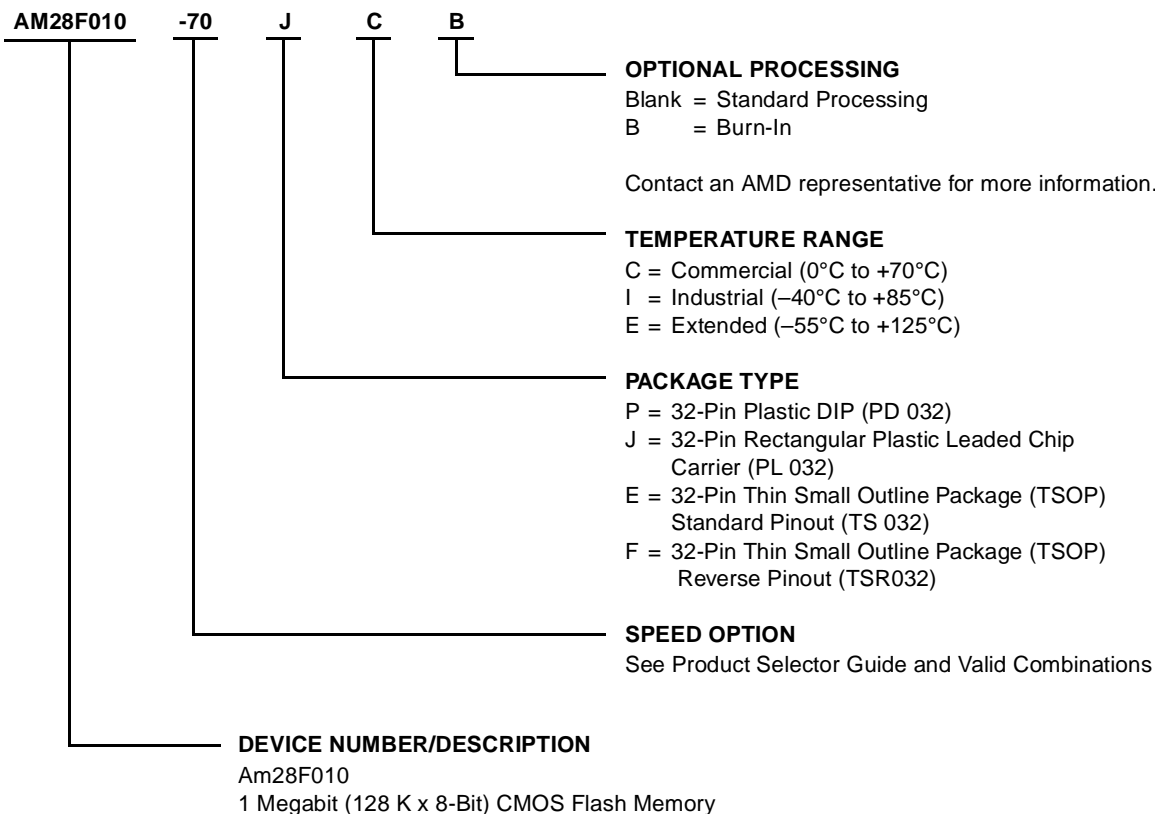 AM28F010 -70 J C B
OPTIONAL PROCESSING
Blank = Standard Processing
B = Burn-In
Contact an AMD representative for more information.
TEMPERATURE RANGE
C = Commercial (0°C to +70°C)
I = Industrial (–40°C to +85°C)
E = Extended (–55°C to +125°C)
PACKAGE TYPE
P = 32-Pin Plastic DIP (PD 032)
J = 32-Pin Rectangular Plastic Leaded Chip
Carrier (PL 032)
E = 32-Pin Thin Small Outline Package (TSOP)
Standard Pinout (TS 032)
F = 32-Pin Thin Small Outline Package (TSOP)
Reverse Pinout (TSR032)
SPEED OPTION
See Product Selector Guide and Valid Combinations
DEVICE NUMBER/DESCRIPTION
Am28F010
1 Megabit (128 K x 8-Bit) CMOS Flash Memory